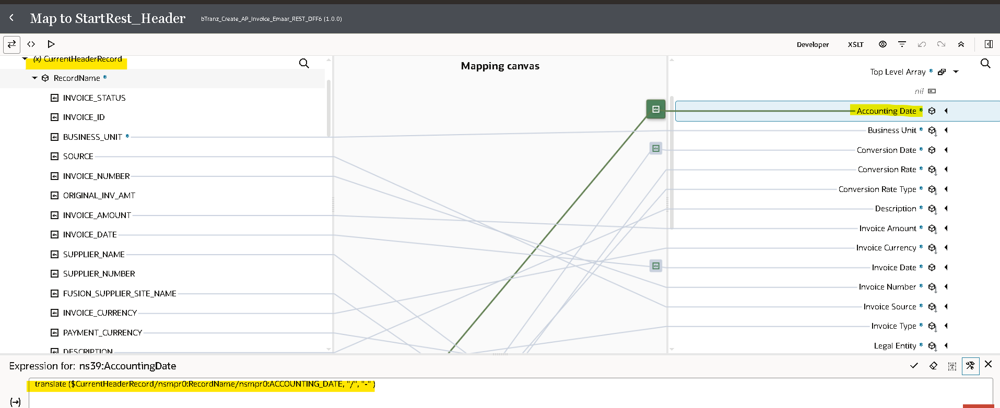 Map to StartRest_Header
bTranz_Create_AP_Invoice_Emaar_REST_DFF6 (1.0.0)
Developer
XSLT
(x) CurrentHeaderRecord
RecordName *
INVOICE_STATUS
INVOICE_ID
BUSINESS_UNIT *
SOURCE
INVOICE_NUMBER
ORIGINAL_INV_AMT
INVOICE_AMOUNT
INVOICE_DATE
SUPPLIER_NAME
SUPPLIER_NUMBER
FUSION_SUPPLIER_SITE_NAME
INVOICE_CURRENCY
PAYMENT_CURRENCY
DESCRIPTION
Mapping canvas
Top Level Array *
nil
Accounting Date *
Business Unit *
Conversion Date *
Conversion Rate *
Conversion Rate Type *
Description *
Invoice Amount *
Invoice Currency *
Invoice Date *
Invoice Number *
Invoice Source *
Invoice Type *
Legal Entity *
Expression for: ns39:AccountingDate
translate ($CurrentHeaderRecord/nsmpr0:RecordName/nsmpr0:ACCOUNTING_DATE, "/", "-" )